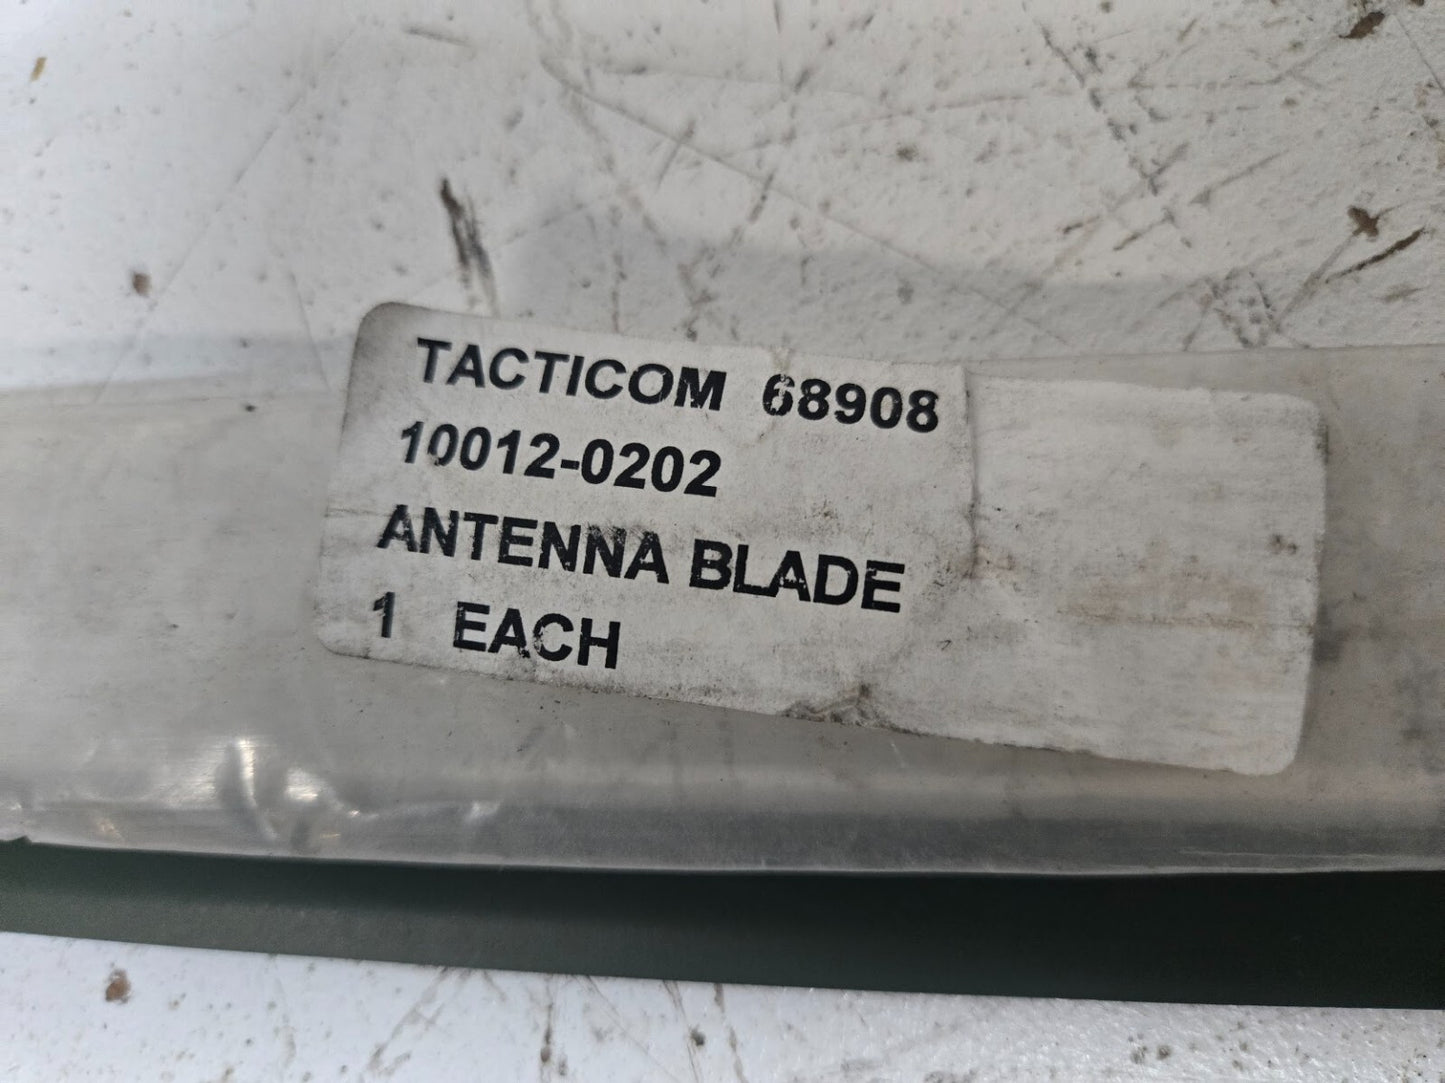 TACTICOM 68908
10012-0202
ANTENNA BLADE
1 EACH